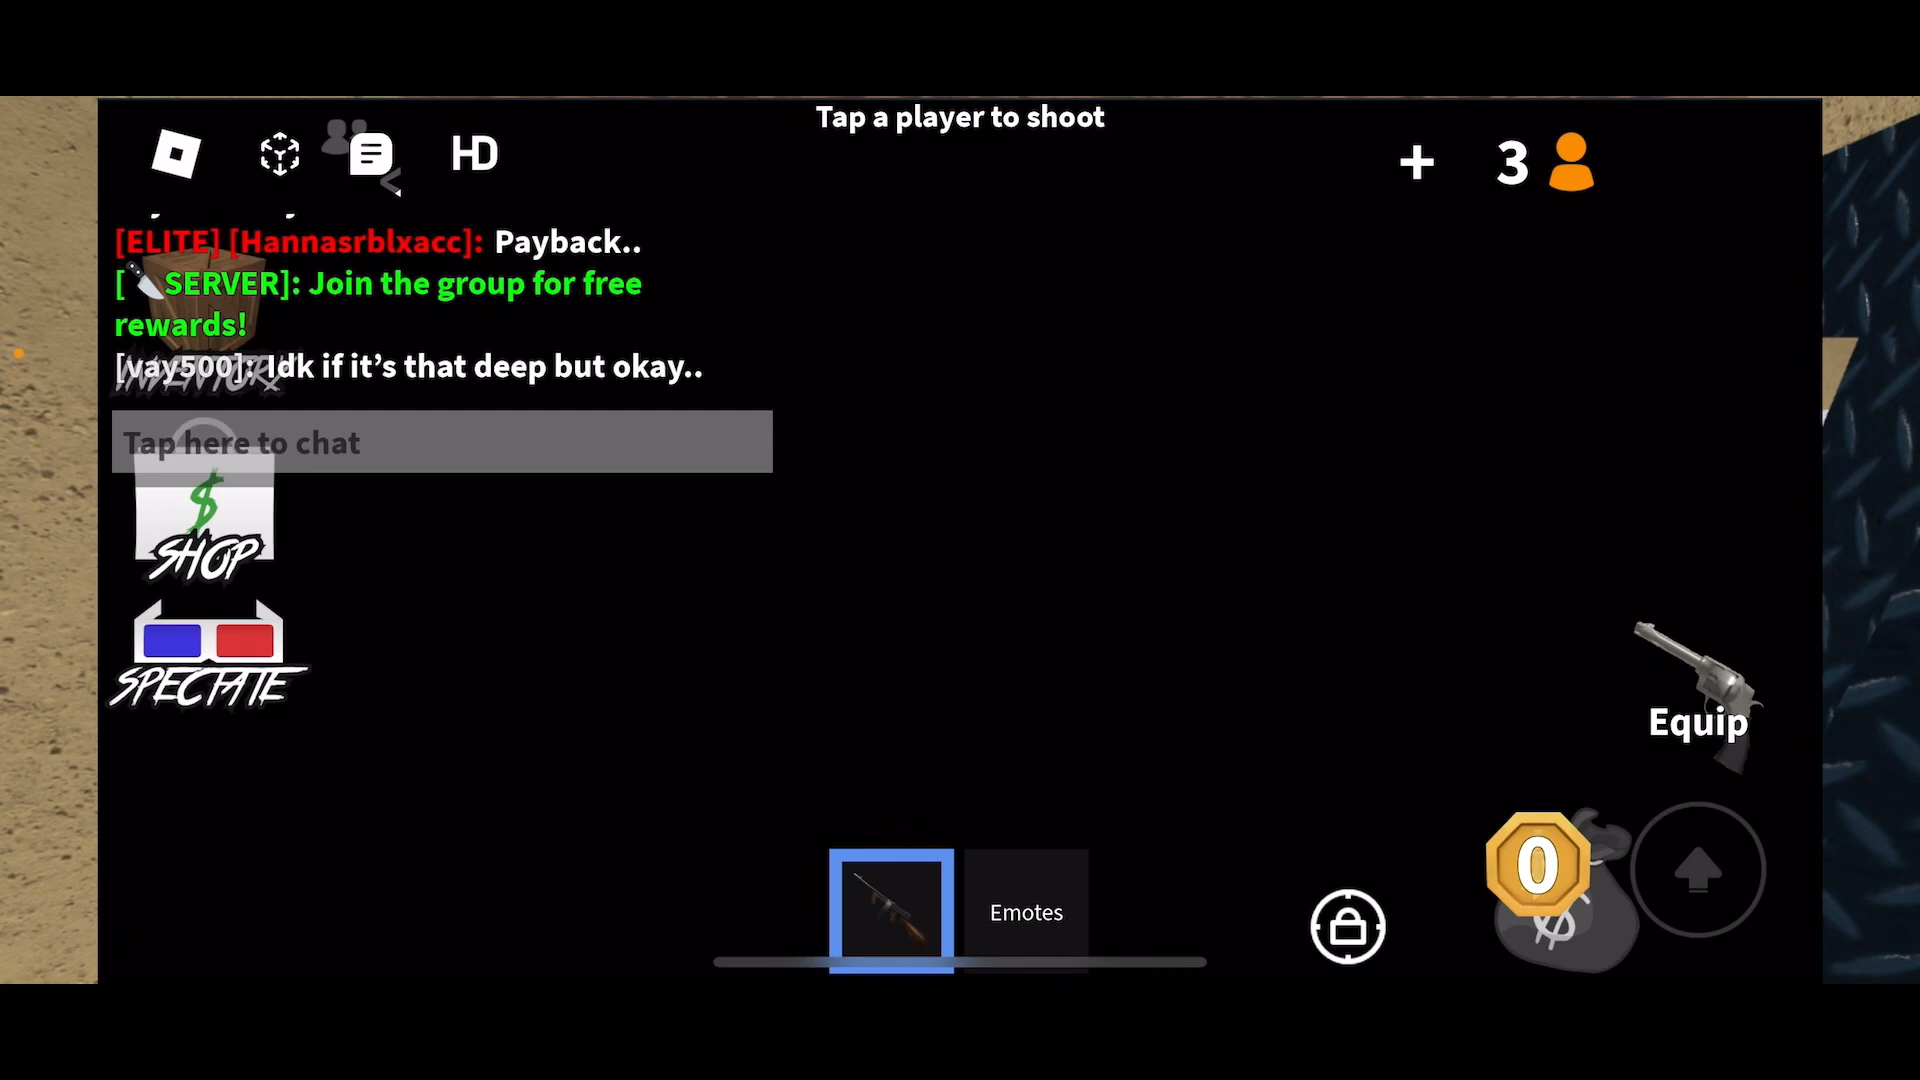 Tap a player to shoot
HD
+ 3
[ELITE] [Hannasrblxacc]: Payback..
[🔪SERVER]: Join the group for free
rewards!
[vay500]: Idk if it’s that deep but okay..
INVENTORY
Tap here to chat
$
SHOP
SPECTATE
Equip
0
$
Emotes